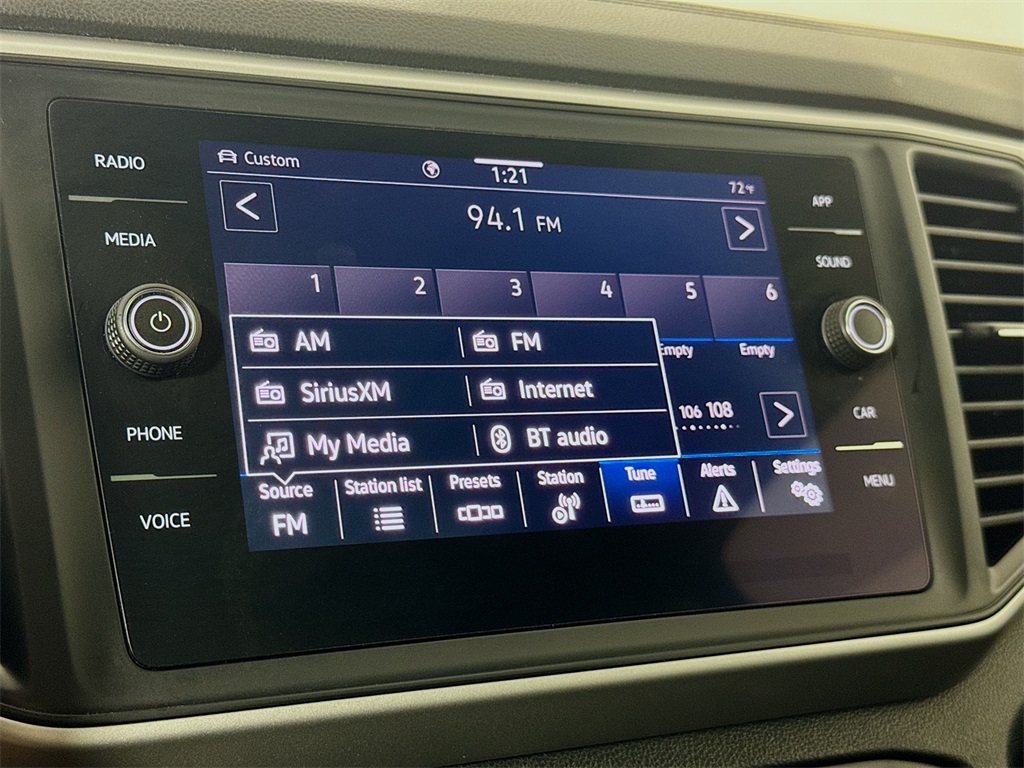 RADIO
MEDIA
PHONE
VOICE
Custom
1:21
72°F
94.1 FM
1 2 3 4 5 6
Empty Empty
AM FM
SiriusXM Internet
My Media BT audio
106 108
Source Station list Presets Station Tune Alerts Settings
FM
APP
SOUND
CAR
MENU